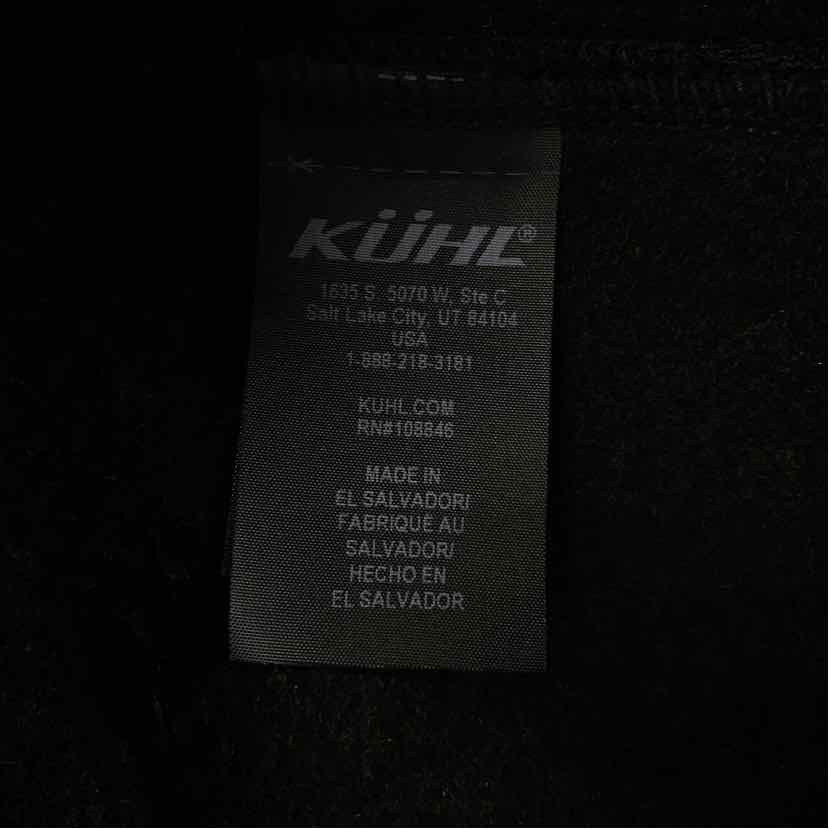 KÜHL®
1635 S. 5070 W, Ste C
Salt Lake City, UT 84104
USA
1-888-218-3181
KUHL.COM
RN#108846
MADE IN
EL SALVADOR/
FABRIQUÉ AU
SALVADOR/
HECHO EN
EL SALVADOR